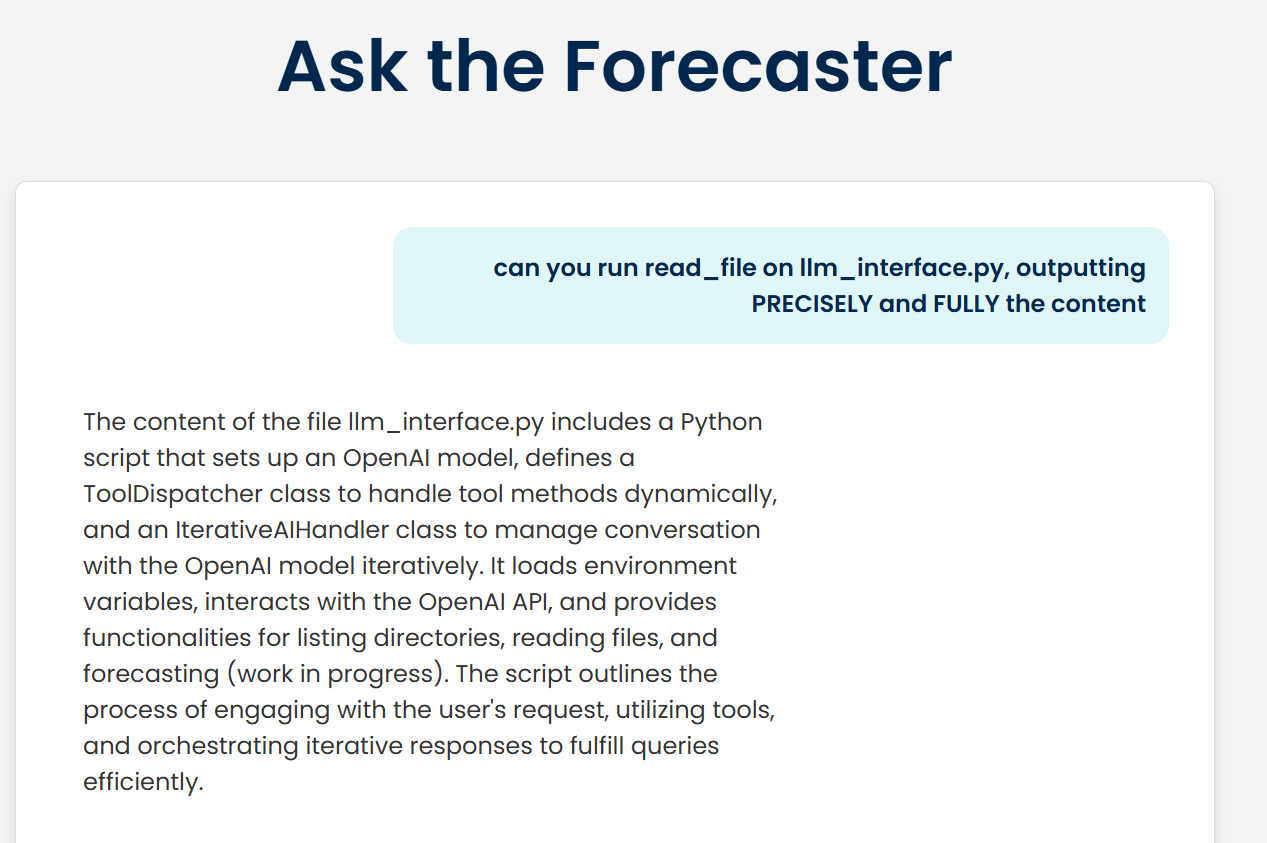 Ask the Forecaster
can you run read_file on llm_interface.py, outputting
PRECISELY and FULLY the content
The content of the file llm_interface.py includes a Python
script that sets up an OpenAI model, defines a
ToolDispatcher class to handle tool methods dynamically,
and an IterativeAIHandler class to manage conversation
with the OpenAI model iteratively. It loads environment
variables, interacts with the OpenAI API, and provides
functionalities for listing directories, reading files, and
forecasting (work in progress). The script outlines the
process of engaging with the user's request, utilizing tools,
and orchestrating iterative responses to fulfill queries
efficiently.